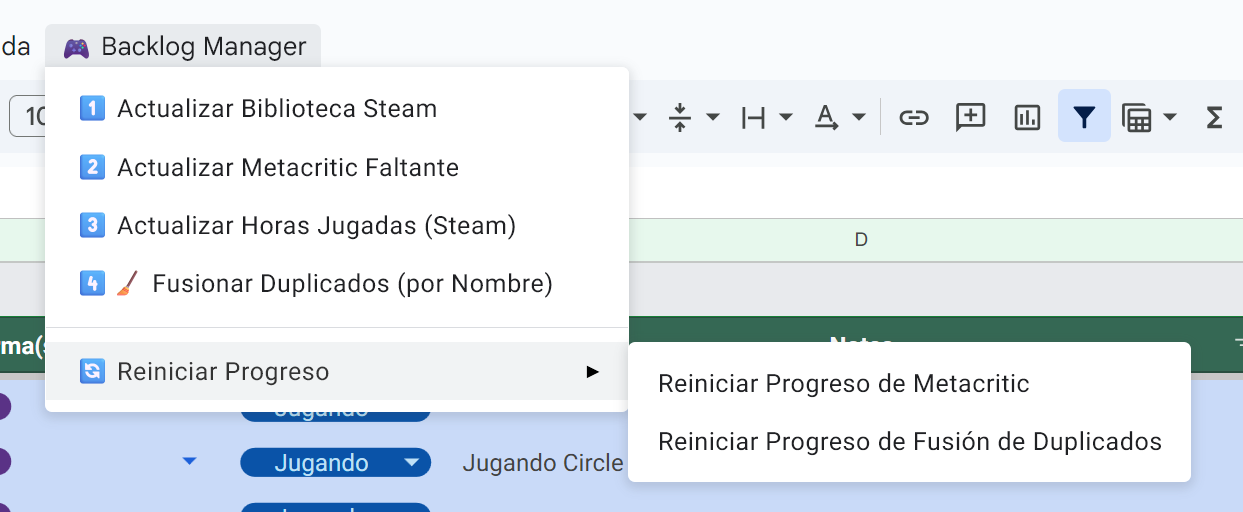 da 🎮 Backlog Manager
1 Actualizar Biblioteca Steam
10
2 Actualizar Metacritic Faltante
3 Actualizar Horas Jugadas (Steam)
D
4 🧹 Fusionar Duplicados (por Nombre)
rma(s
Notas
Reiniciar Progreso
Reiniciar Progreso de Metacritic
Jugando
Reiniciar Progreso de Fusión de Duplicados
Jugando
Jugando Circle